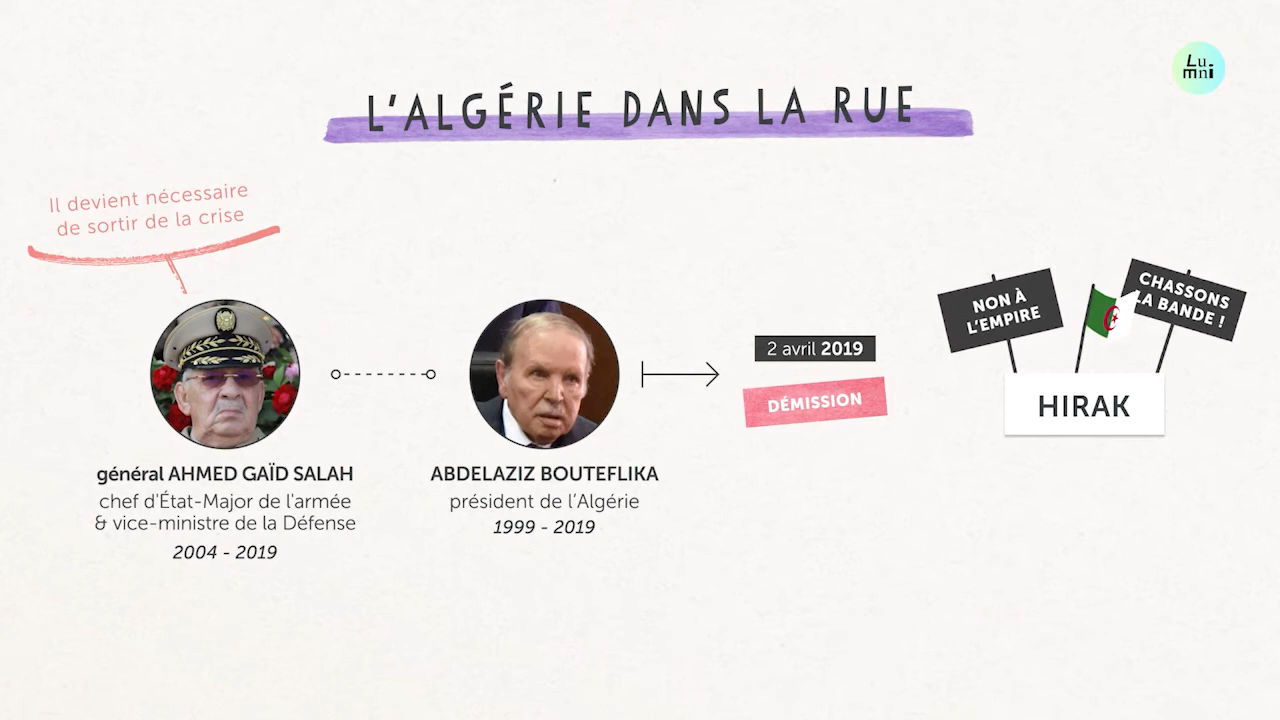 Lu
mni
L'ALGÉRIE DANS LA RUE
Il devient nécessaire
de sortir de la crise
général AHMED GAÏD SALAH
chef d'État-Major de l'armée
& vice-ministre de la Défense
2004 - 2019
ABDELAZIZ BOUTEFLIKA
président de l'Algérie
1999 - 2019
2 avril 2019
DÉMISSION
NON À
L'EMPIRE
CHASSONS
LA BANDE !
HIRAK